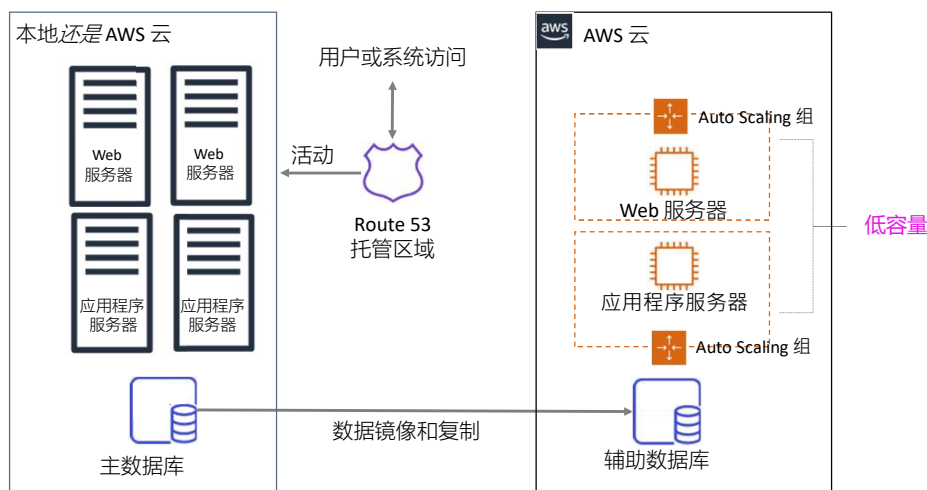 本地还是 AWS 云
Web
服务器
Web
服务器
应用程序
服务器
应用程序
服务器
主数据库
用户或系统访问
活动
Route 53
托管区域
数据镜像和复制
aws
AWS 云
Auto Scaling 组
Web 服务器
应用程序服务器
Auto Scaling 组
低容量
辅助数据库